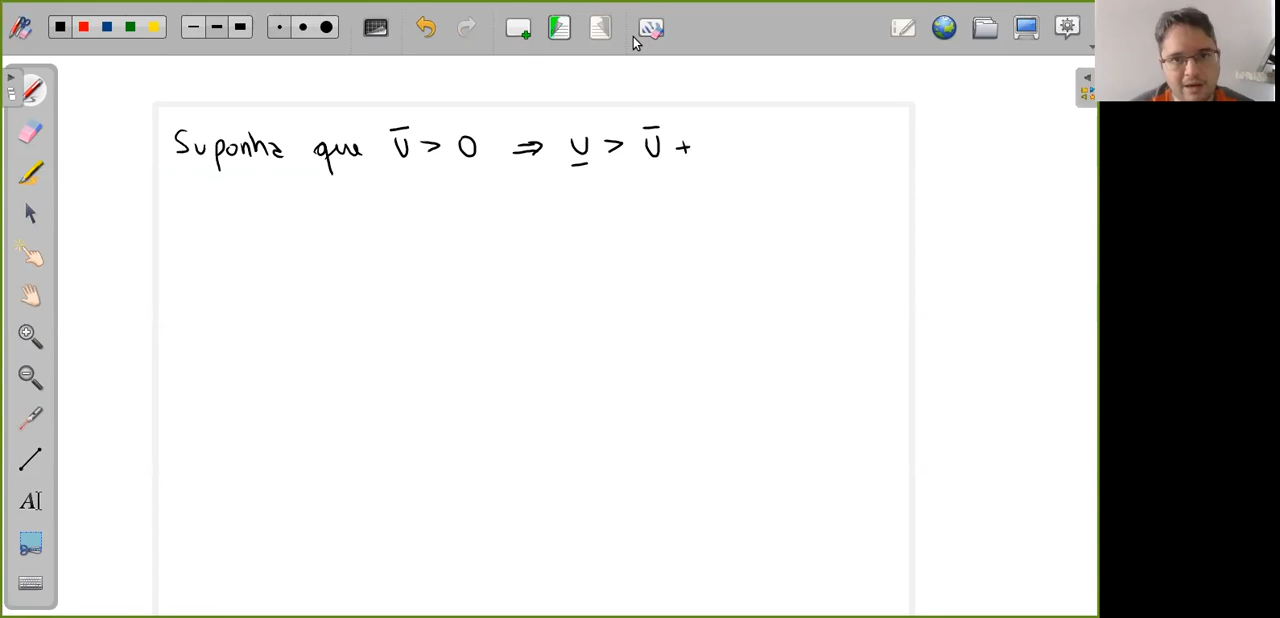 Suponha que v̅ > 0 ⇒ v̲ > v̅ +